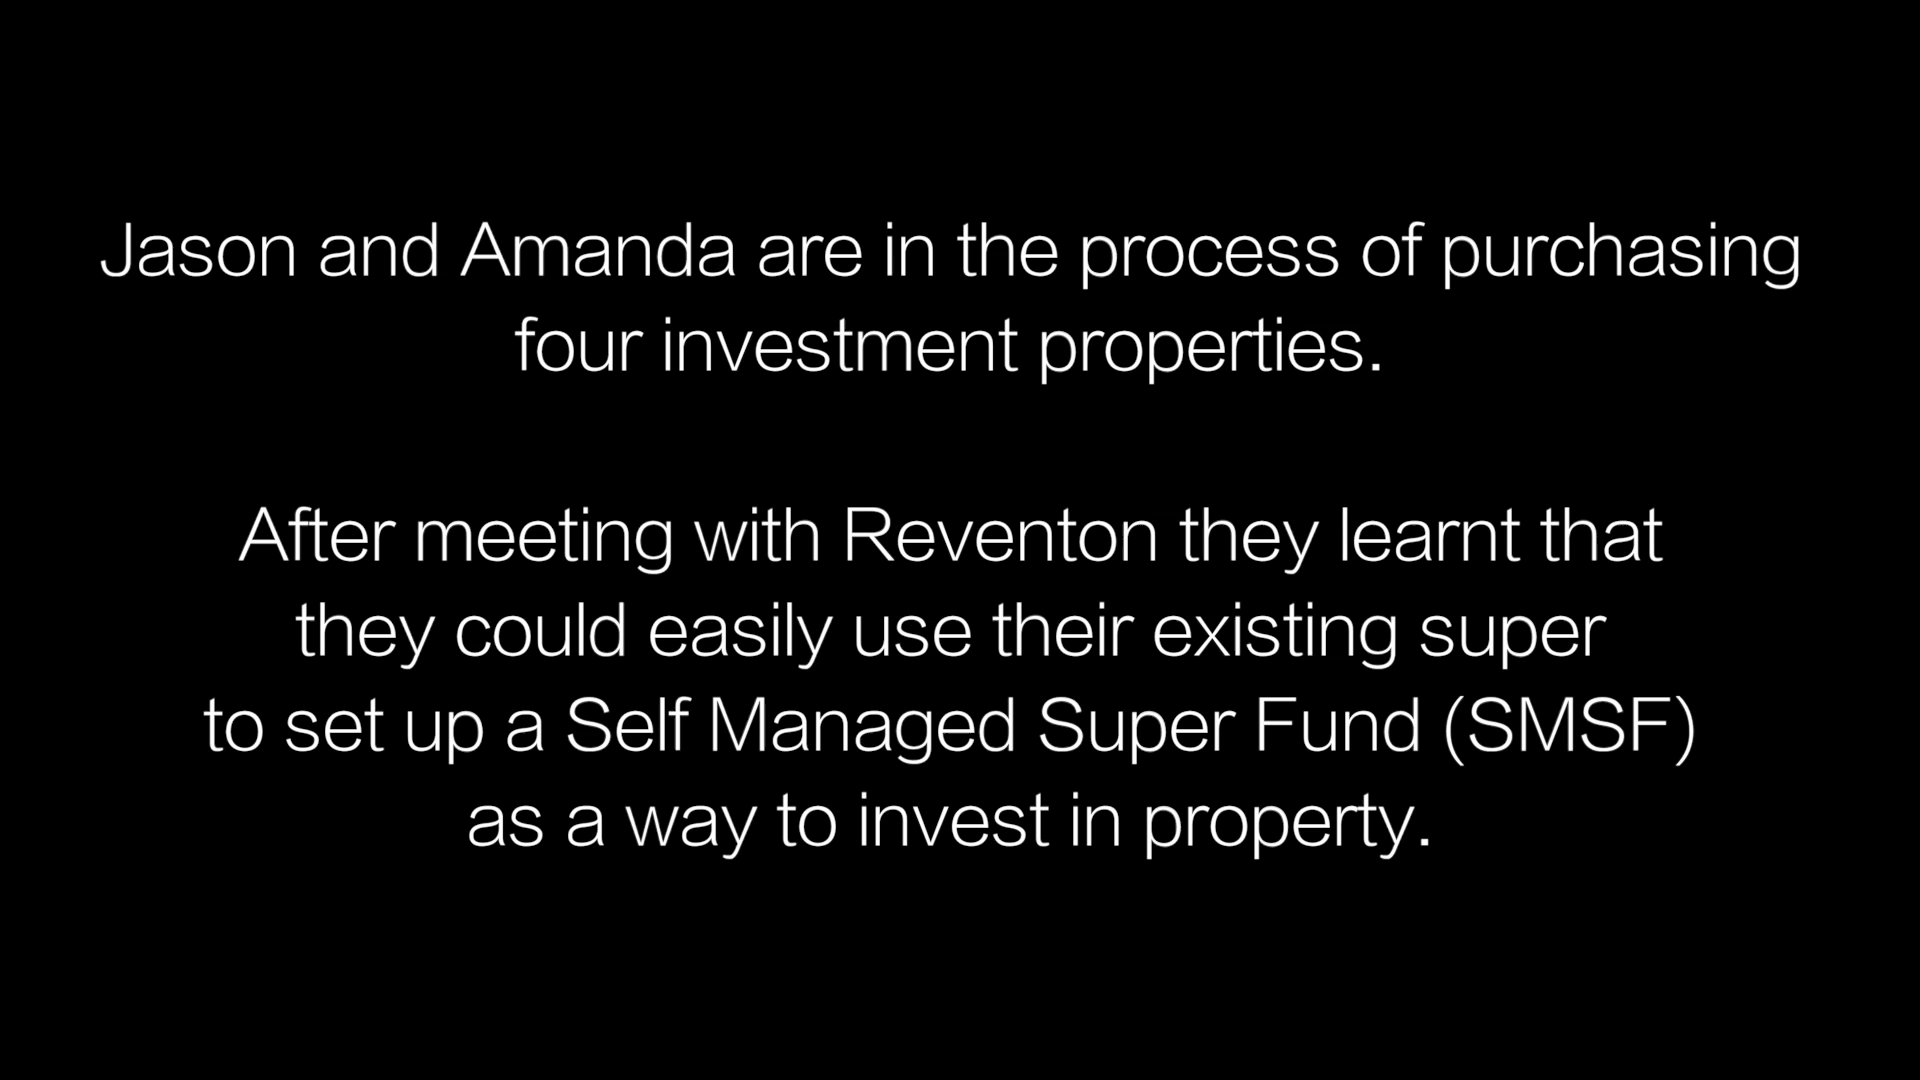 Jason and Amanda are in the process of purchasing
four investment properties.
After meeting with Reventon they learnt that
they could easily use their existing super
to set up a Self Managed Super Fund (SMSF)
as a way to invest in property.